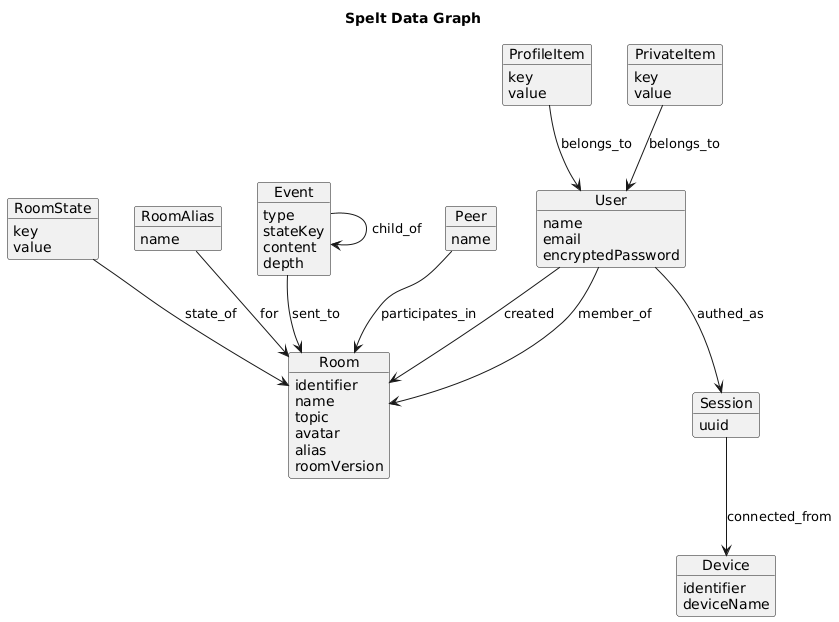 Spelt Data Graph
ProfileItem
key
value
PrivateItem
key
value
belongs_to
belongs_to
RoomState
key
value
RoomAlias
name
Event
type
stateKey
content
depth
child_of
Peer
name
User
name
email
encryptedPassword
state_of
for
sent_to
participates_in
created
member_of
authed_as
Room
identifier
name
topic
avatar
alias
roomVersion
Session
uuid
connected_from
Device
identifier
deviceName